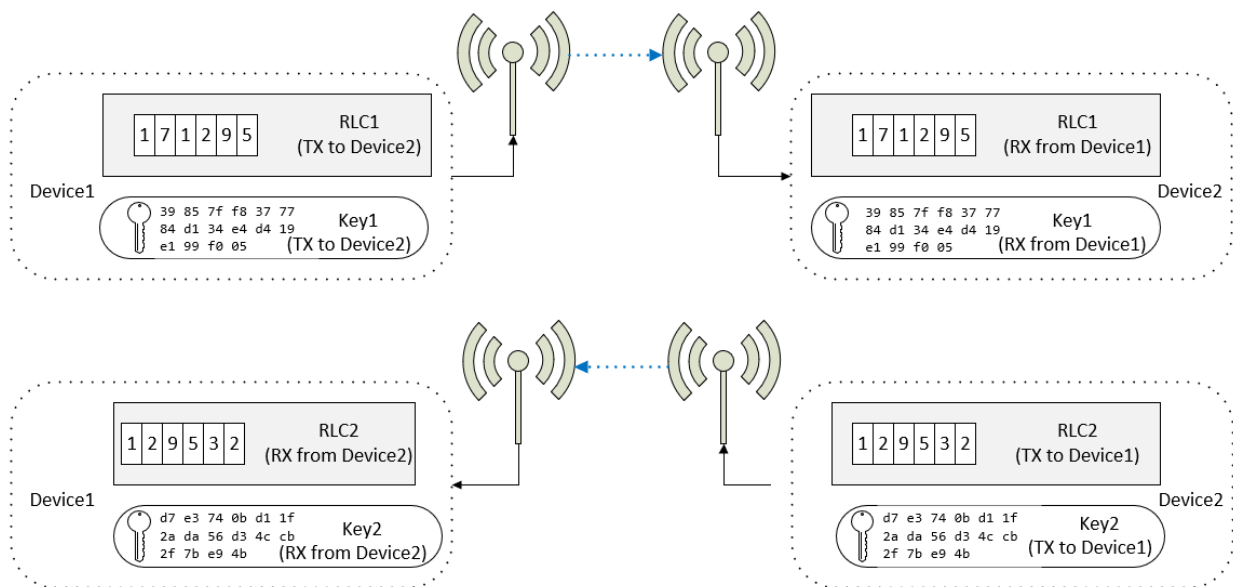 1 7 1 2 9 5
RLC1
(TX to Device2)
1 7 1 2 9 5
RLC1
(RX from Device1)
Device1
39 85 7f f8 37 77
84 d1 34 e4 d4 19
e1 99 f0 05
Key1
(TX to Device2)
39 85 7f f8 37 77
84 d1 34 e4 d4 19
e1 99 f0 05
Key1
(RX from Device1)
Device2
1 2 9 5 3 2
RLC2
(RX from Device2)
1 2 9 5 3 2
RLC2
(TX to Device1)
Device1
d7 e3 74 0b d1 1f
2a da 56 d3 4c cb
2f 7b e9 4b
Key2
(RX from Device2)
d7 e3 74 0b d1 1f
2a da 56 d3 4c cb
2f 7b e9 4b
Key2
(TX to Device1)
Device2